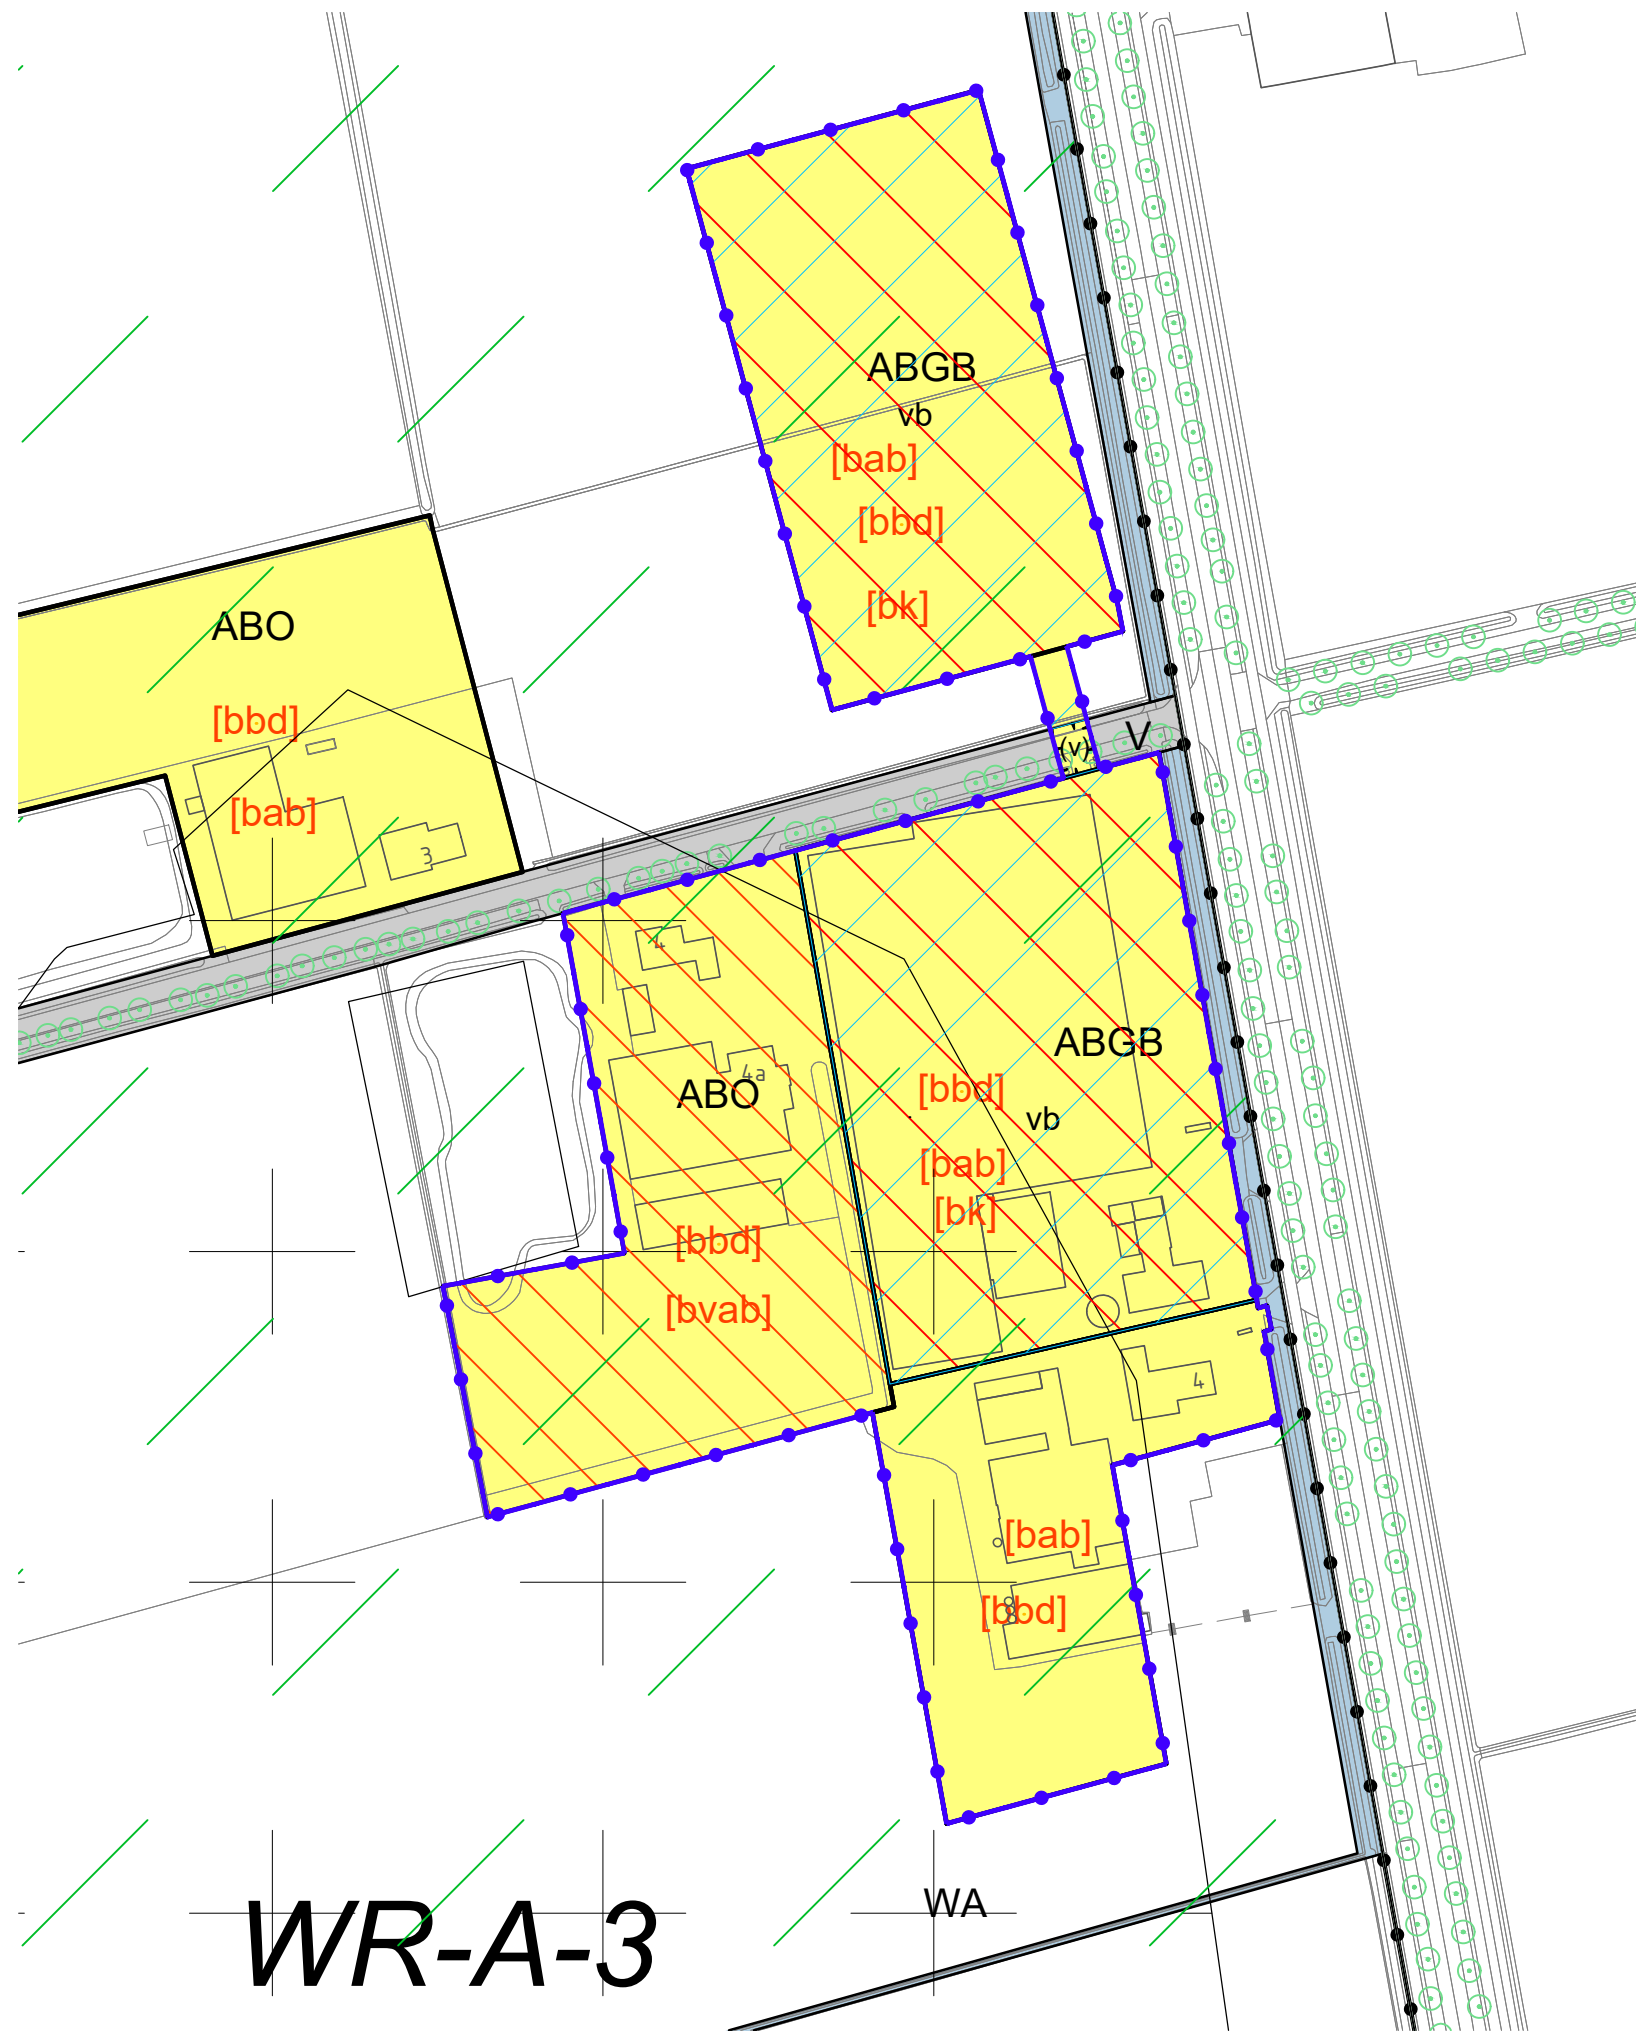 ABGB
vb
[bab]
[bbd]
[bk]
ABO
[bbd]
[bab]
3
V
(v)
4
4a
ABO
[bbd]
[bvab]
ABGB
[bbd]
vb
[bab]
[bk]
4
[bab]
[bbd]
WA
WR-A-3